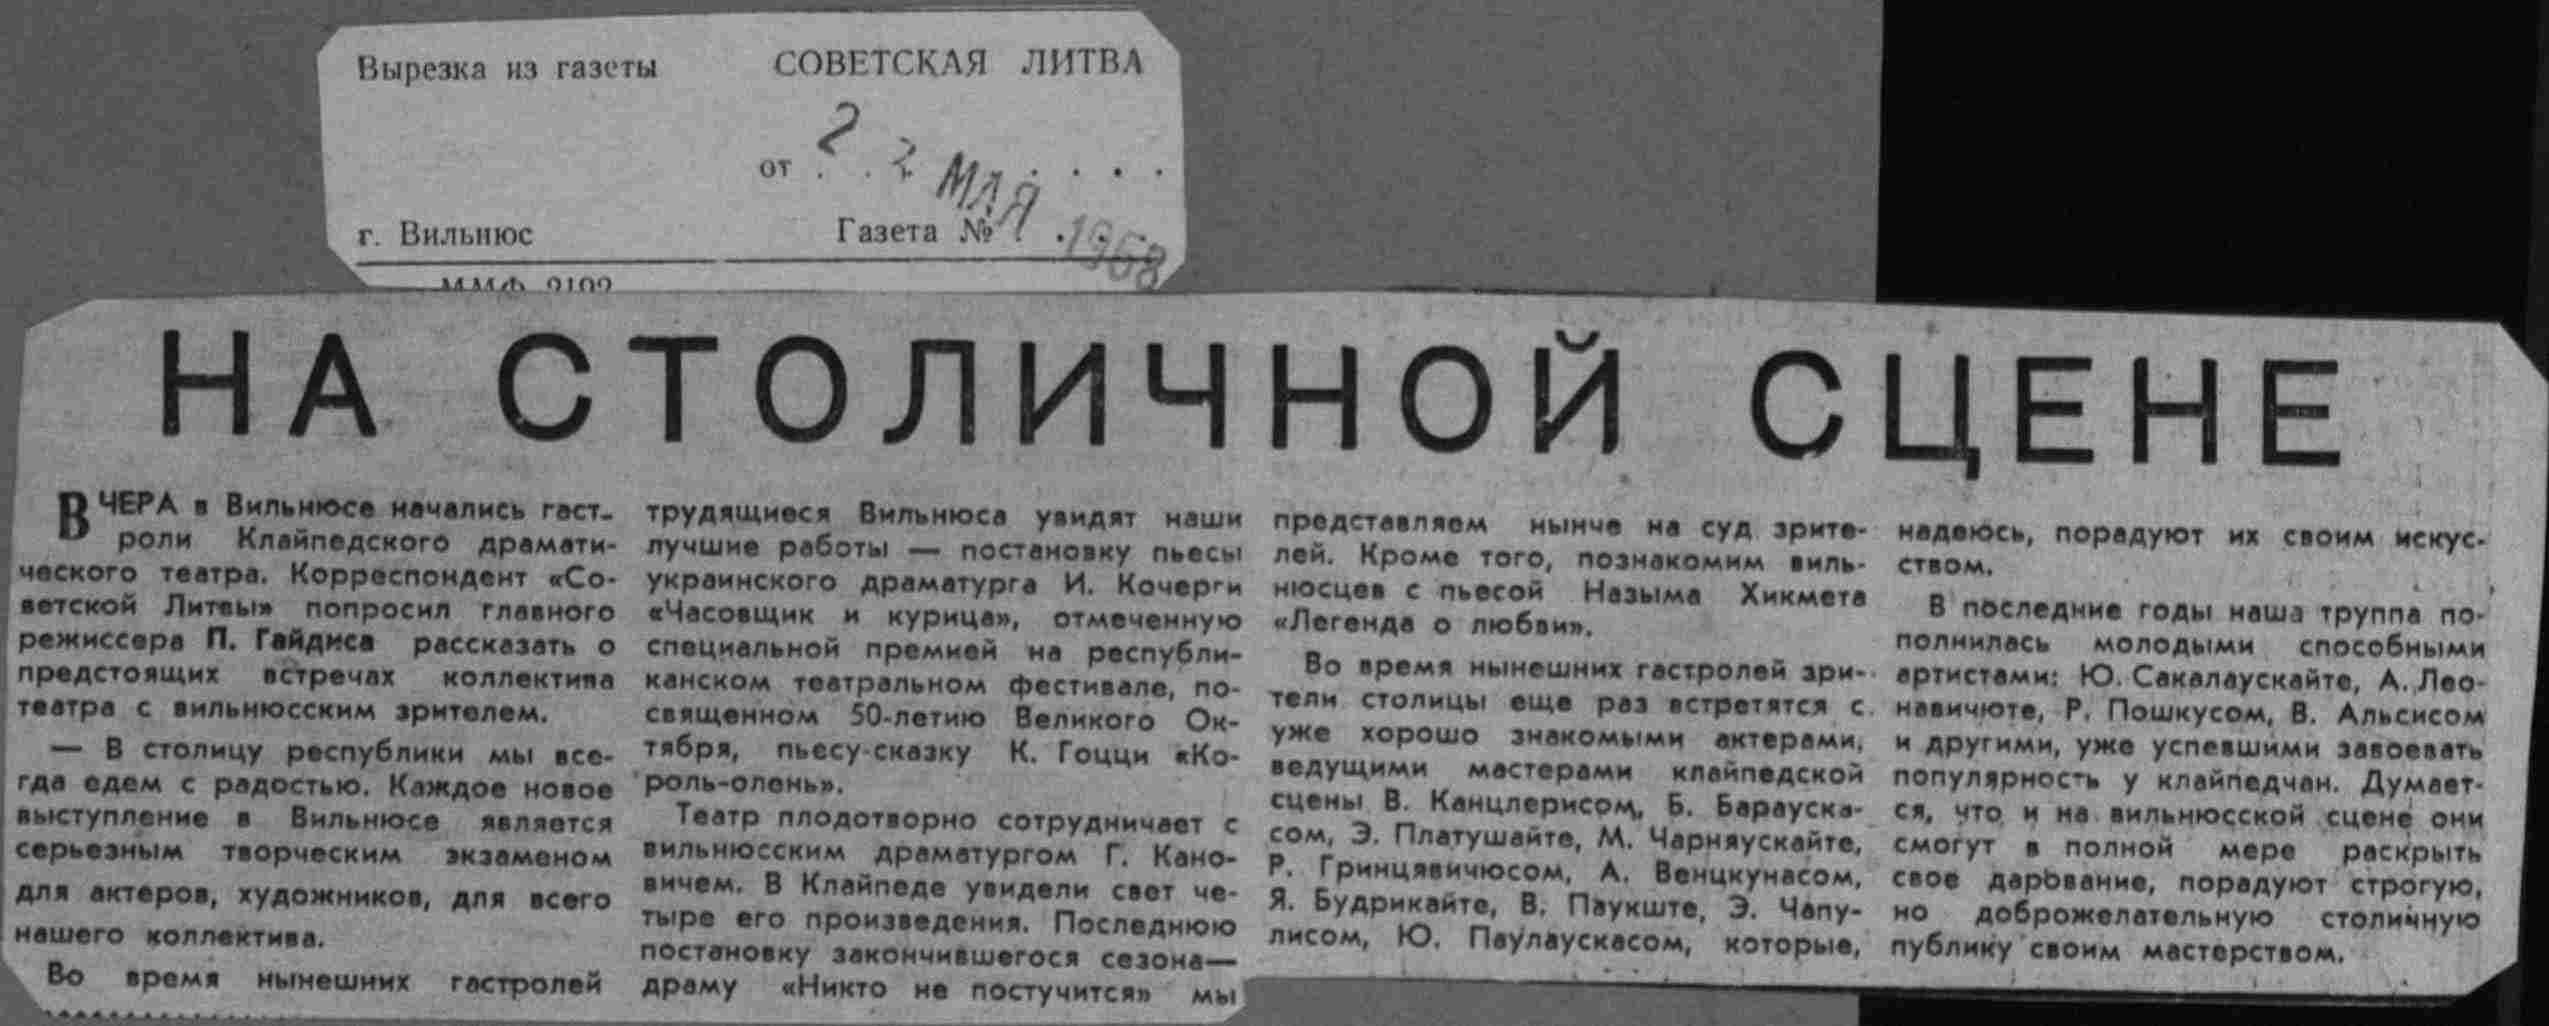 Вырезка из газеты СОВЕТСКАЯ ЛИТВА
от 22 МАЯ
г. Вильнюс Газета № 1968
ММФ 2102
НА СТОЛИЧНОЙ СЦЕНЕ
ВЧЕРА в Вильнюсе начались гаст-
роли Клайпедского драмати-
ческого театра. Корреспондент «Со-
ветской Литвы» попросил главного
режиссера П. Гайдиса рассказать о
предстоящих встречах коллектива
театра с вильнюсским зрителем.
— В столицу республики мы все-
гда едем с радостью. Каждое новое
выступление в Вильнюсе является
серьезным творческим экзаменом
для актеров, художников, для всего
нашего коллектива.
Во время нынешних гастролей
трудящиеся Вильнюса увидят наши
лучшие работы — постановку пьесы
украинского драматурга И. Кочерги
«Часовщик и курица», отмеченную
специальной премией на республи-
канском театральном фестивале, по-
священном 50-летию Великого Ок-
тября, пьесу-сказку К. Гоцци «Ко-
роль-олень».
Театр плодотворно сотрудничает с
вильнюсским драматургом Г. Кано-
вичем. В Клайпеде увидели свет че-
тыре его произведения. Последнюю
постановку закончившегося сезона—
драму «Никто не постучится» мы
представляем нынче на суд зрите-
лей. Кроме того, познакомим виль-
нюсцев с пьесой Назыма Хикмета
«Легенда о любви».
Во время нынешних гастролей зри-
тели столицы еще раз встретятся с
уже хорошо знакомыми актерами,
ведущими мастерами клайпедской
сцены В. Канцлерисом, Б. Барауска-
сом, Э. Платушайте, М. Чарняускайте,
Р. Гринцявичюсом, А. Венцкунасом,
Я. Будрикайте, В. Паукште, Э. Чапу-
лисом, Ю. Паулаускасом, которые,
надеюсь, порадуют их своим искус-
ством.
В последние годы наша труппа по-
полнилась молодыми способными
артистами: Ю. Сакалаускайте, А. Лео-
навичюте, Р. Пошкусом, В. Альсисом
и другими, уже успевшими завоевать
популярность у клайпедчан. Думает-
ся, что и на вильнюсской сцене они
смогут в полной мере раскрыть
свое дарование, порадуют строгую,
но доброжелательную столичную
публику своим мастерством.